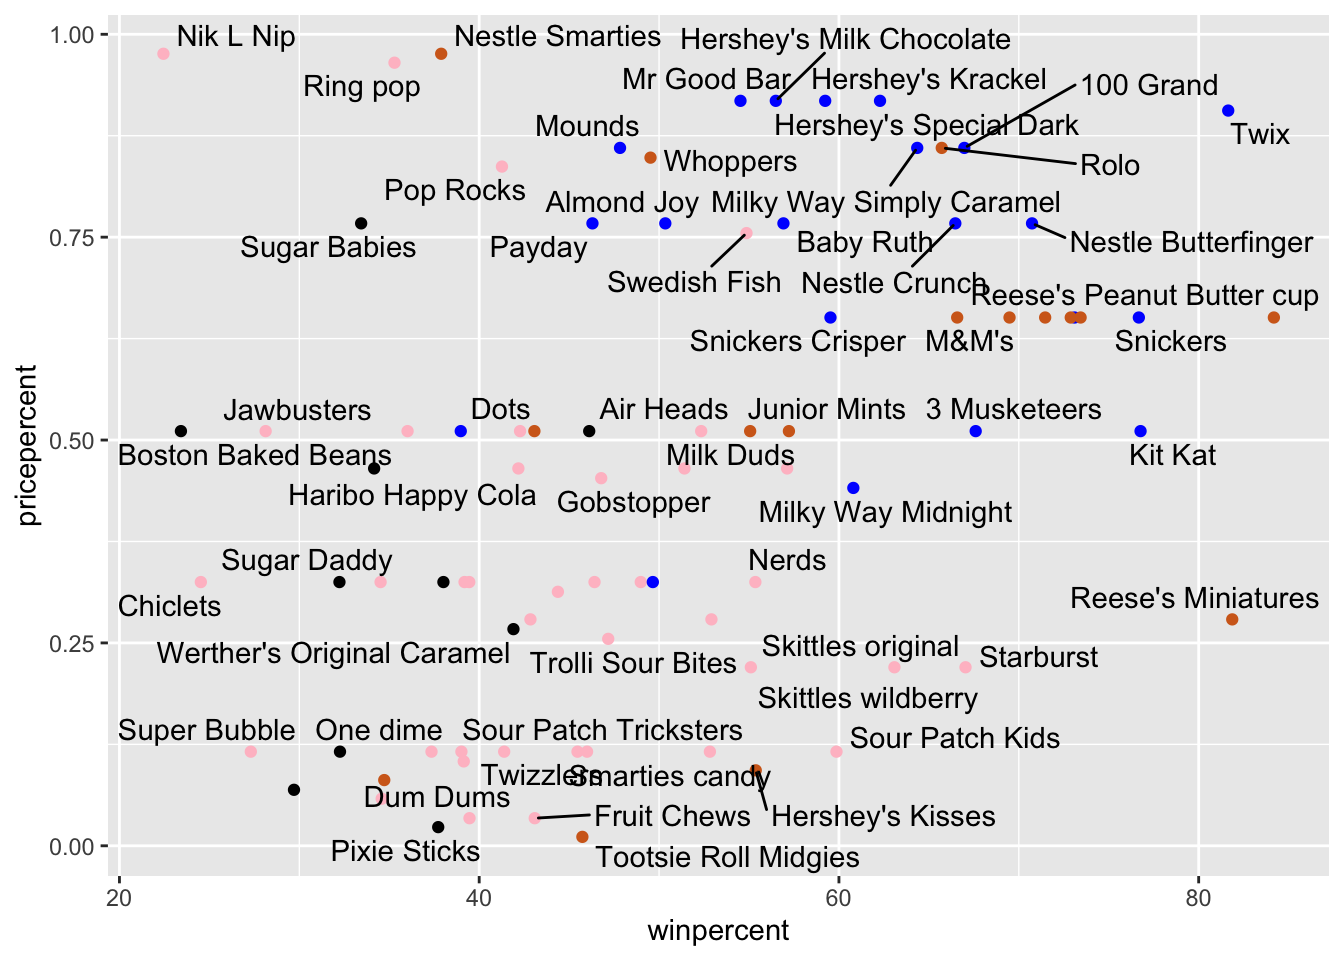 1.00
Nik L Nip
Nestle Smarties
Hershey's Milk Chocolate
Ring pop
Mr Good Bar
Hershey's Krackel
100 Grand
Mounds
Hershey's Special Dark
Twix
Whoppers
Rolo
Pop Rocks
Almond Joy
Milky Way Simply Caramel
0.75
Sugar Babies
Payday
Baby Ruth
Nestle Butterfinger
Swedish Fish
Nestle Crunch
Reese's Peanut Butter cup
Snickers Crisper
M&M's
Snickers
Jawbusters
Dots
Air Heads
Junior Mints
3 Musketeers
0.50
Boston Baked Beans
Milk Duds
Kit Kat
Haribo Happy Cola
Gobstopper
Milky Way Midnight
Sugar Daddy
Nerds
Chiclets
Reese's Miniatures
0.25
Werther's Original Caramel
Trolli Sour Bites
Skittles original
Starburst
Skittles wildberry
Super Bubble
One dime
Sour Patch Tricksters
Sour Patch Kids
Twizzlers
Smarties candy
Dum Dums
Fruit Chews
Hershey's Kisses
0.00
Pixie Sticks
Tootsie Roll Midgies
20
40
60
80
winpercent
pricepercent